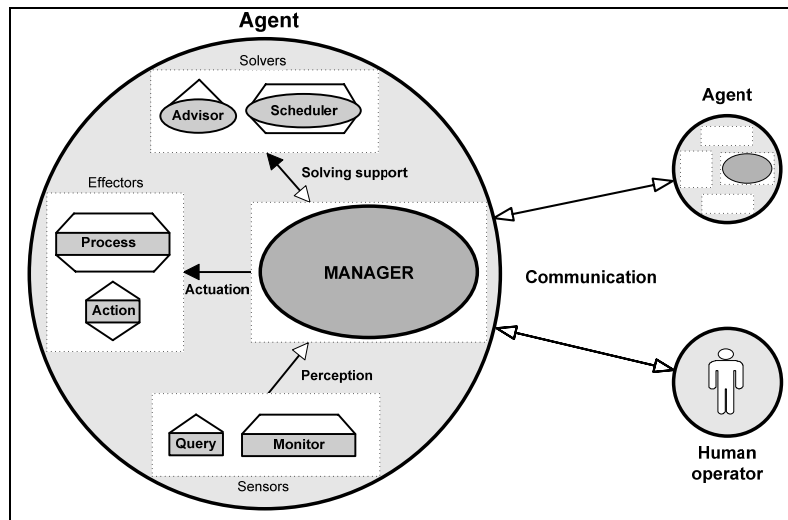 Agent
Solvers
Advisor
Scheduler
Solving support
Effectors
Process
Action
Actuation
MANAGER
Perception
Query
Monitor
Sensors
Agent
Communication
Human
operator